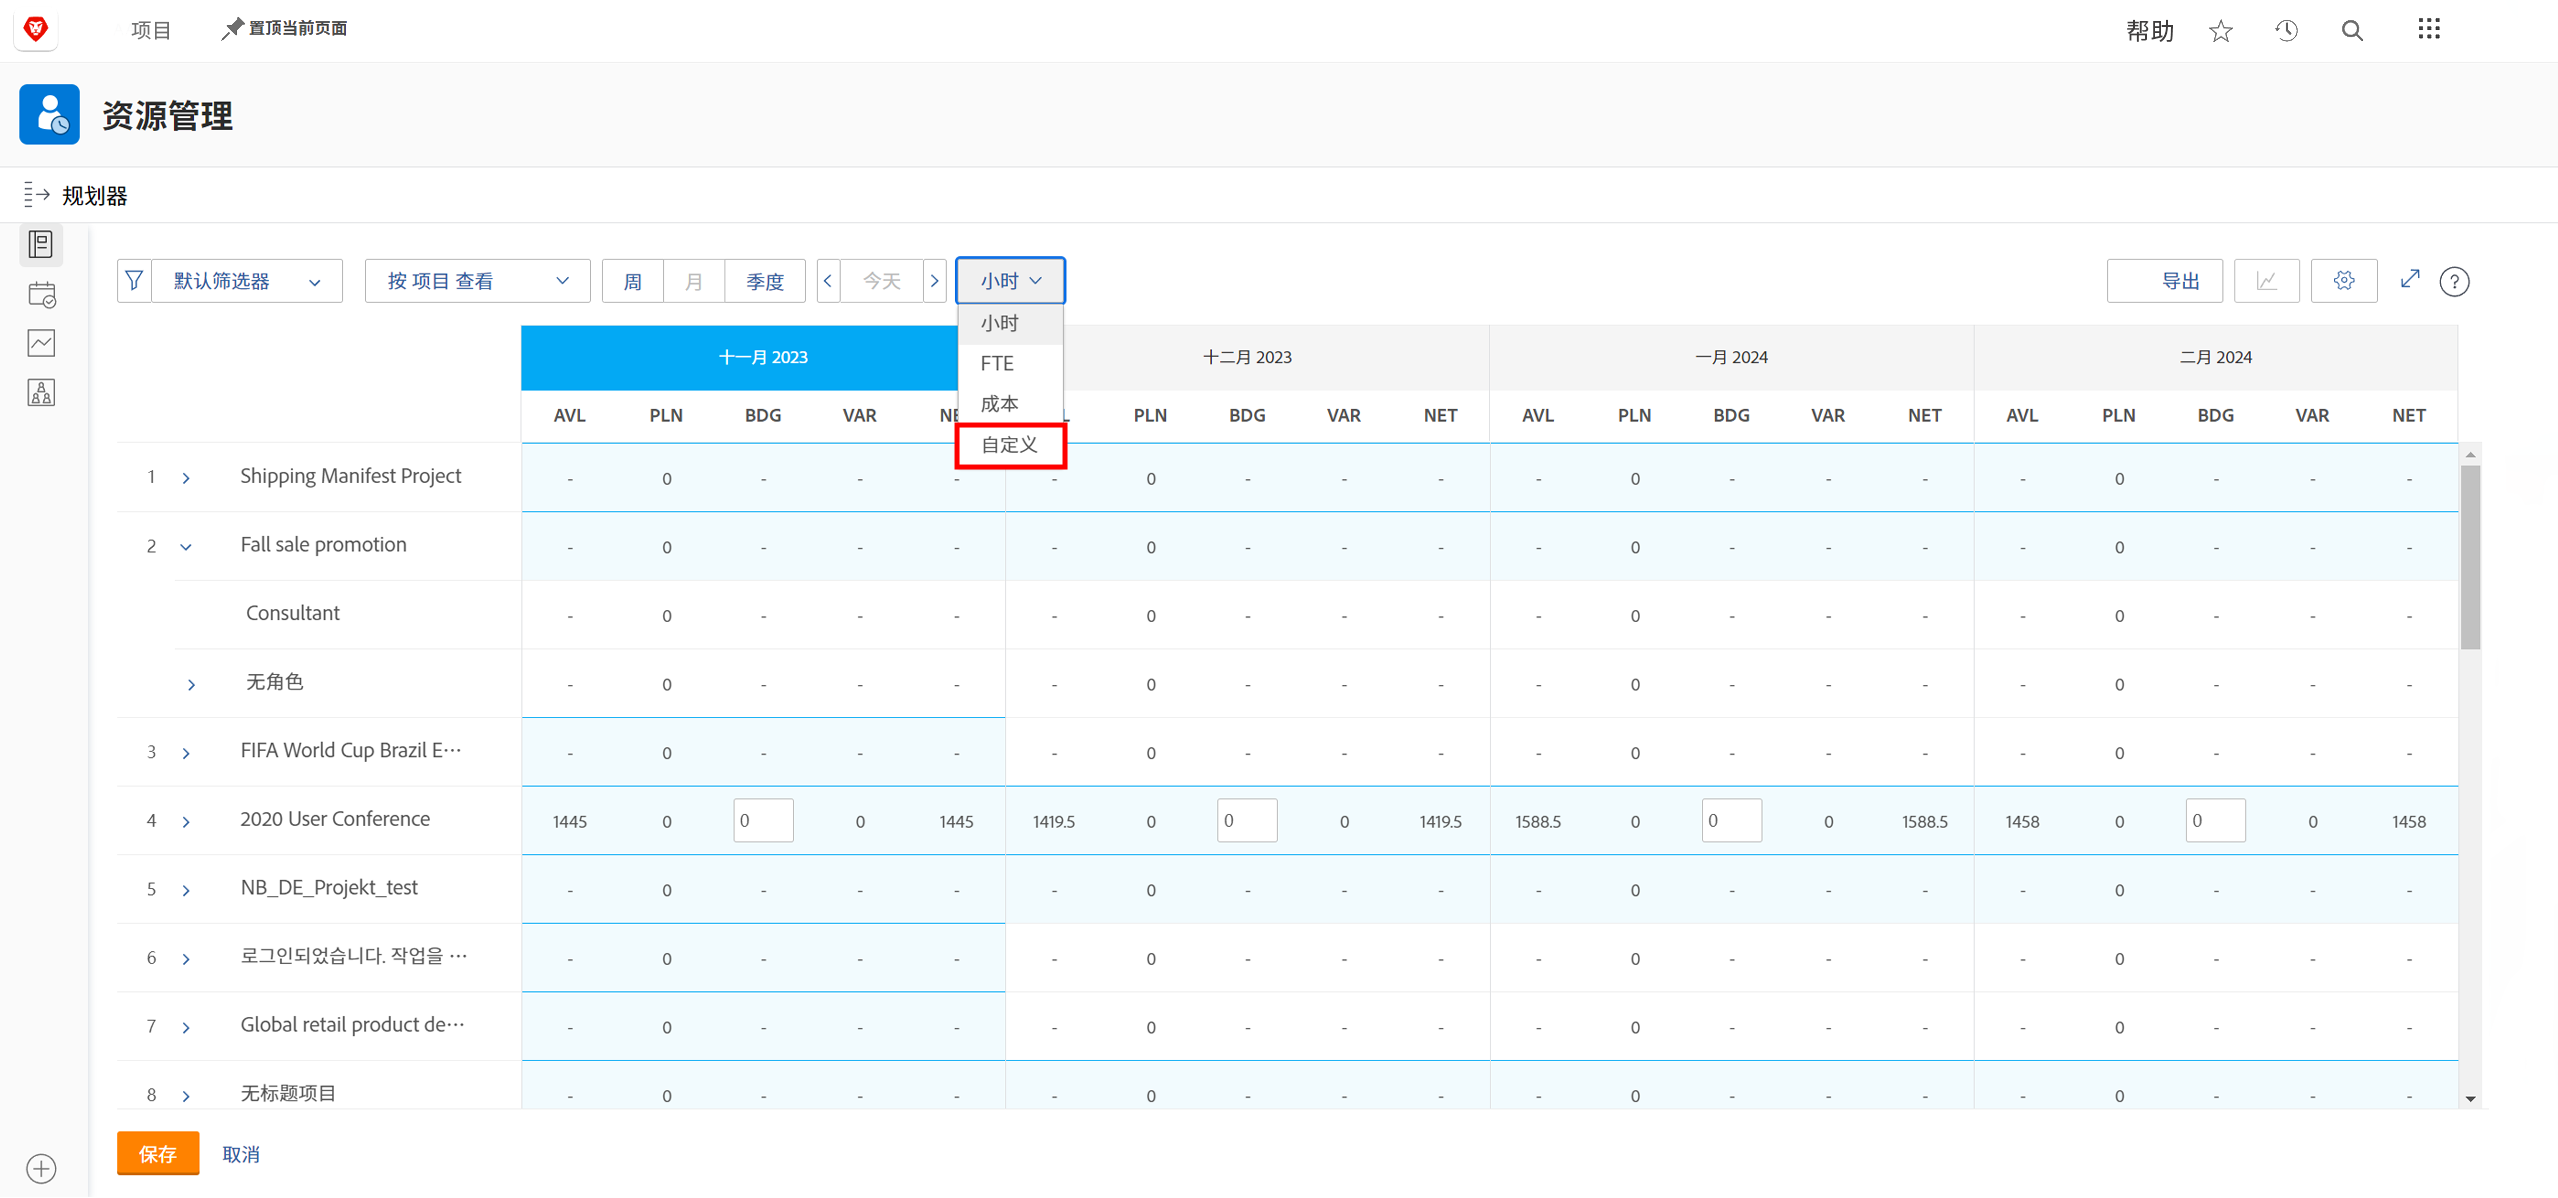 项目 置顶当前页面 帮助
资源管理
规划器
默认筛选器 按 项目 查看 周 月 季度 今天 小时 导出
小时
FTE
成本
自定义
十一月 2023 十二月 2023 一月 2024 二月 2024
AVL PLN BDG VAR NE L PLN BDG VAR NET AVL PLN BDG VAR NET AVL PLN BDG VAR NET
1 Shipping Manifest Project - 0 - - - - 0 - - - - 0 - - - - 0 - - -
2 Fall sale promotion - 0 - - - - 0 - - - - 0 - - - - 0 - - -
Consultant - 0 - - - - 0 - - - - 0 - - - - 0 - - -
无角色 - 0 - - - - 0 - - - - 0 - - - - 0 - - -
3 FIFA World Cup Brazil E··· - 0 - - - - 0 - - - - 0 - - - - 0 - - -
4 2020 User Conference 1445 0 0 0 1445 1419.5 0 0 0 1419.5 1588.5 0 0 0 1588.5 1458 0 0 0 1458
5 NB_DE_Projekt_test - 0 - - - - 0 - - - - 0 - - - - 0 - - -
6 로그인되었습니다. 작업을 ··· - 0 - - - - 0 - - - - 0 - - - - 0 - - -
7 Global retail product de··· - 0 - - - - 0 - - - - 0 - - - - 0 - - -
8 无标题项目 - 0 - - - - 0 - - - - 0 - - - - 0 - - -
保存 取消